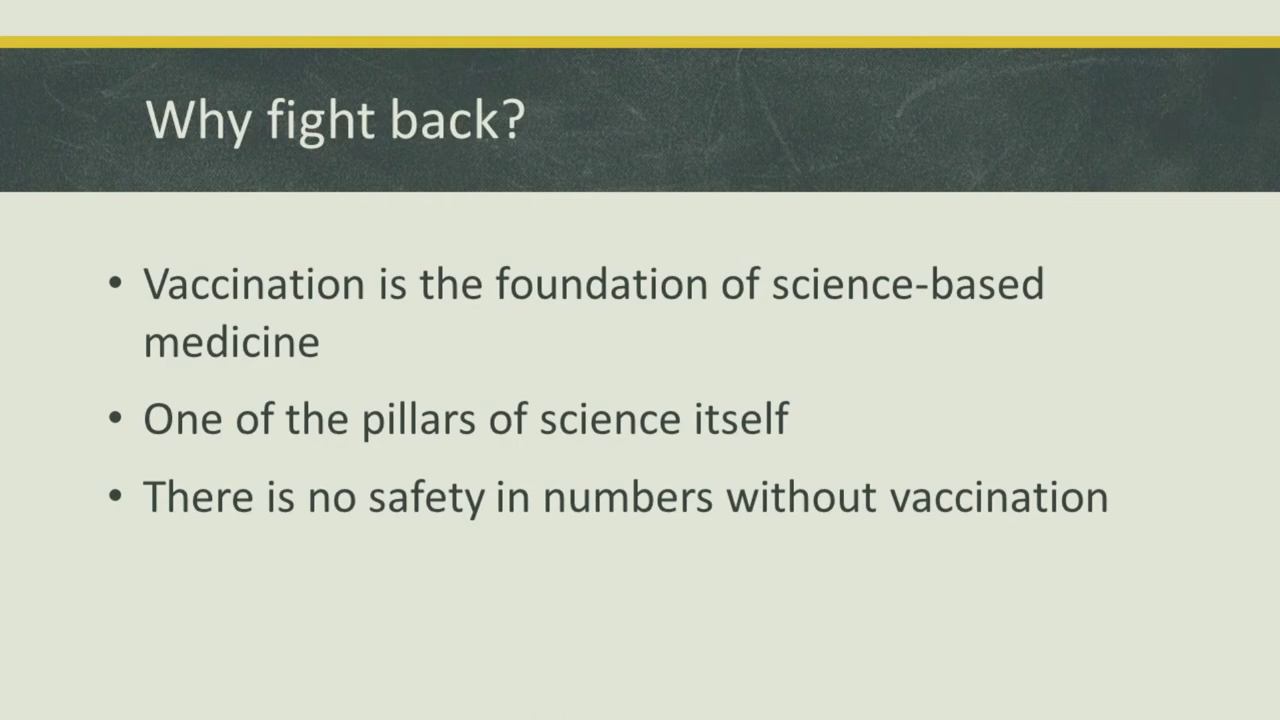 Why fight back?
• Vaccination is the foundation of science-based
medicine
• One of the pillars of science itself
• There is no safety in numbers without vaccination